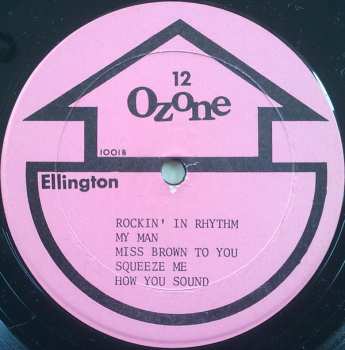 12
Ozone
10018
Ellington
ROCKIN' IN RHYTHM
MY MAN
MISS BROWN TO YOU
SQUEEZE ME
HOW YOU SOUND